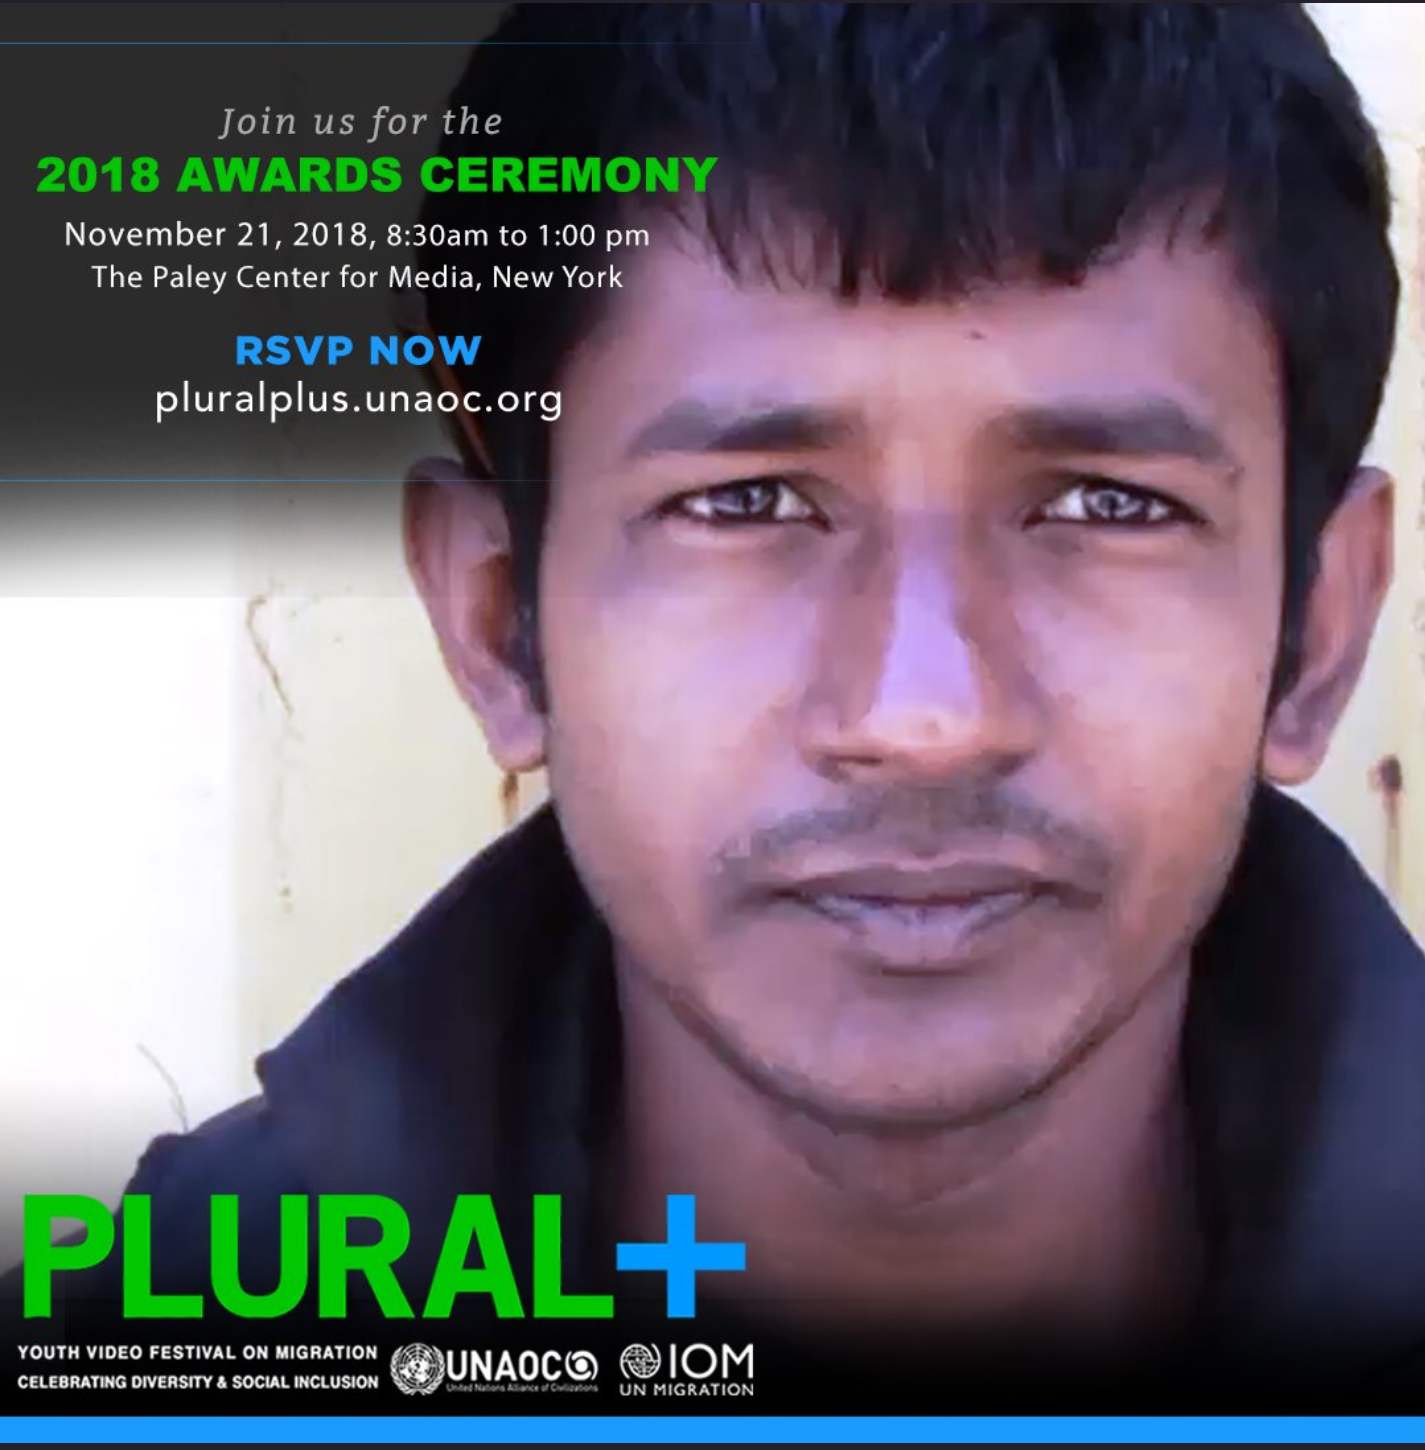 Join us for the
2018 AWARDS CEREMONY
November 21, 2018, 8:30am to 1:00 pm
The Paley Center for Media, New York
RSVP NOW
pluralplus.unaoc.org
PLURAL+
YOUTH VIDEO FESTIVAL ON MIGRATION
CELEBRATING DIVERSITY & SOCIAL INCLUSION
UNAOC
United Nations Alliance of Civilizations
IOM
UN MIGRATION